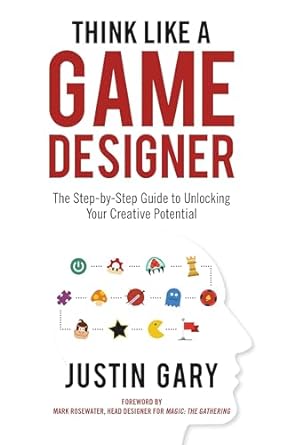 THINK LIKE A
GAME
DESIGNER
The Step-by-Step Guide to Unlocking
Your Creative Potential
JUSTIN GARY
FOREWORD BY
MARK ROSEWATER, HEAD DESIGNER FOR MAGIC: THE GATHERING